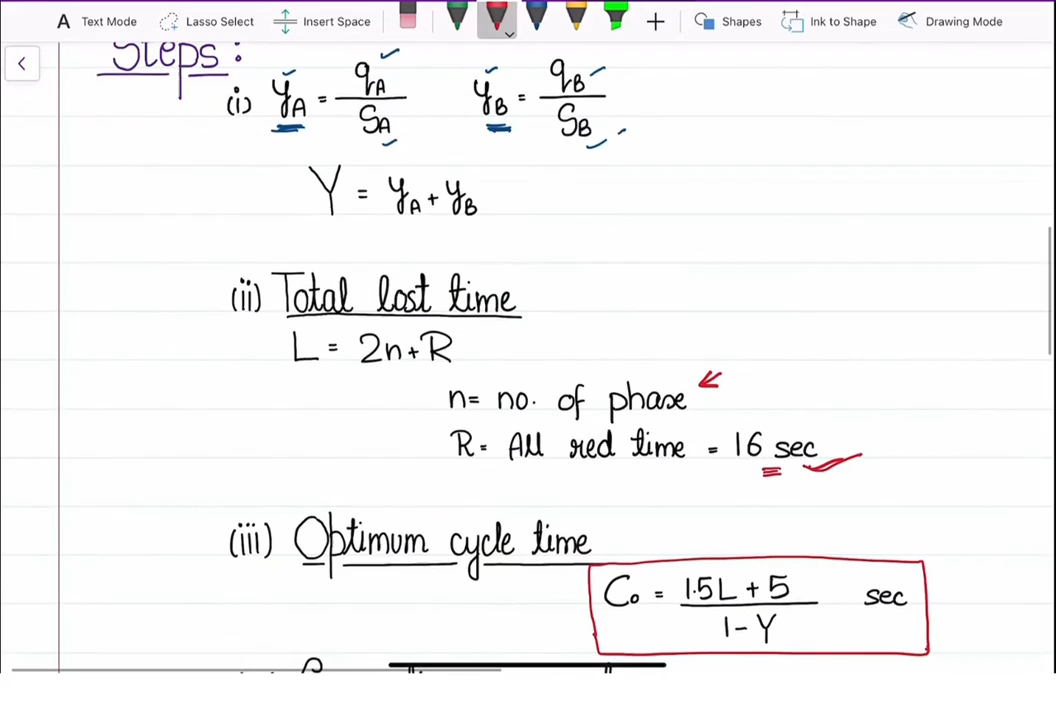 Text Mode Lasso Select Insert Space Shapes Ink to Shape Drawing Mode
Steps:
(i) yA = qA/SA yB = qB/SB
Y = yA + yB
(ii) Total lost time
L = 2n+R
n= no. of phase
R= All red time = 16 sec
(iii) Optimum cycle time
Co = 1.5L + 5 / 1-Y sec